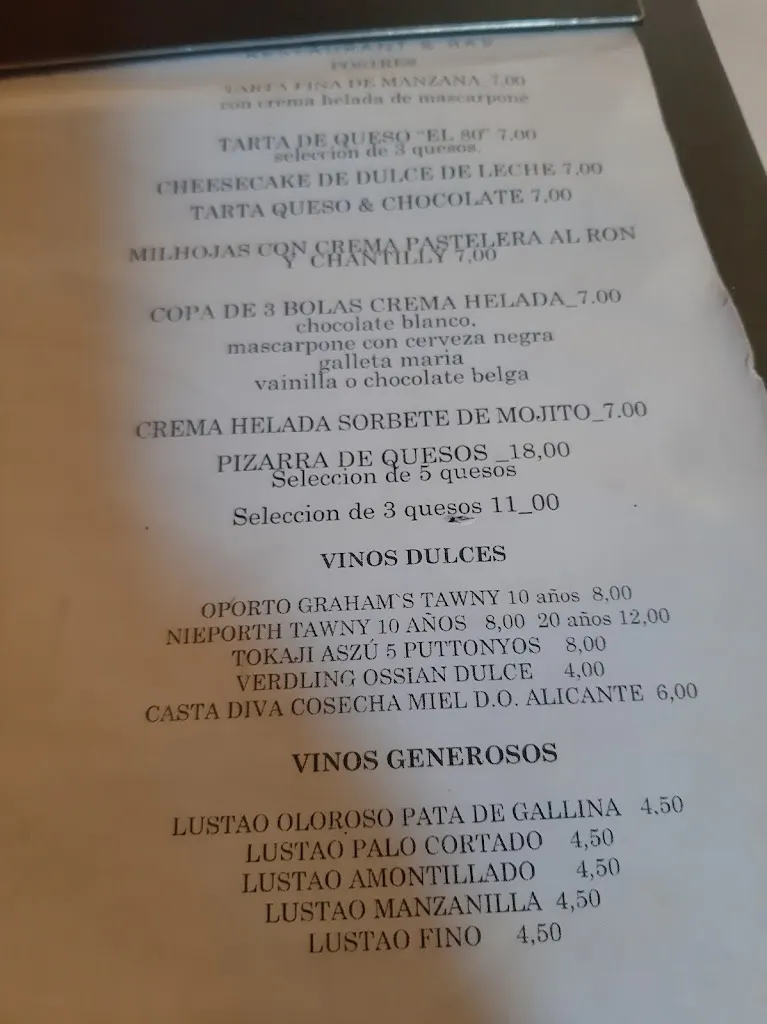 RESTAURANT & BAR
POSTRES
TARTA FINA DE MANZANA_7.00
con crema helada de mascarpone
TARTA DE QUESO "EL 80" 7,00
seleccion de 3 quesos.
CHEESECAKE DE DULCE DE LECHE 7,00
TARTA QUESO & CHOCOLATE 7,00
MILHOJAS CON CREMA PASTELERA AL RON
Y CHANTILLY 7,00
COPA DE 3 BOLAS CREMA HELADA_7.00
chocolate blanco,
mascarpone con cerveza negra
galleta maria
vainilla o chocolate belga
CREMA HELADA SORBETE DE MOJITO_7.00
PIZARRA DE QUESOS _18,00
Seleccion de 5 quesos
Seleccion de 3 quesos 11_00
VINOS DULCES
OPORTO GRAHAM`S TAWNY 10 años 8,00
NIEPORTH TAWNY 10 AÑOS 8,00 20 años 12,00
TOKAJI ASZÚ 5 PUTTONYOS 8,00
VERDLING OSSIAN DULCE 4,00
CASTA DIVA COSECHA MIEL D.O. ALICANTE 6,00
VINOS GENEROSOS
LUSTAO OLOROSO PATA DE GALLINA 4,50
LUSTAO PALO CORTADO 4,50
LUSTAO AMONTILLADO 4,50
LUSTAO MANZANILLA 4,50
LUSTAO FINO 4,50